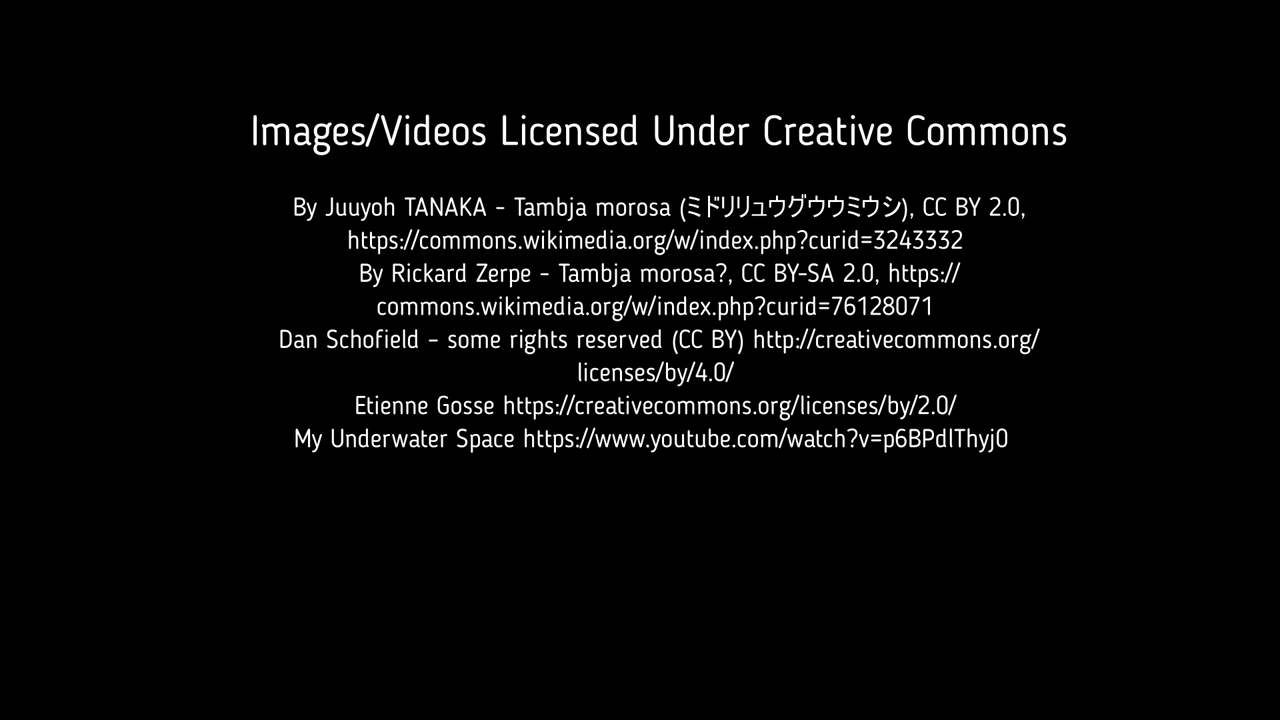 Images/Videos Licensed Under Creative Commons
By Juuyoh TANAKA - Tambja morosa (ミドリリュウグウウミウシ), CC BY 2.0,
https://commons.wikimedia.org/w/index.php?curid=3243332
By Rickard Zerpe - Tambja morosa?, CC BY-SA 2.0, https://
commons.wikimedia.org/w/index.php?curid=76128071
Dan Schofield – some rights reserved (CC BY) http://creativecommons.org/
licenses/by/4.0/
Etienne Gosse https://creativecommons.org/licenses/by/2.0/
My Underwater Space https://www.youtube.com/watch?v=p6BPdlThyj0